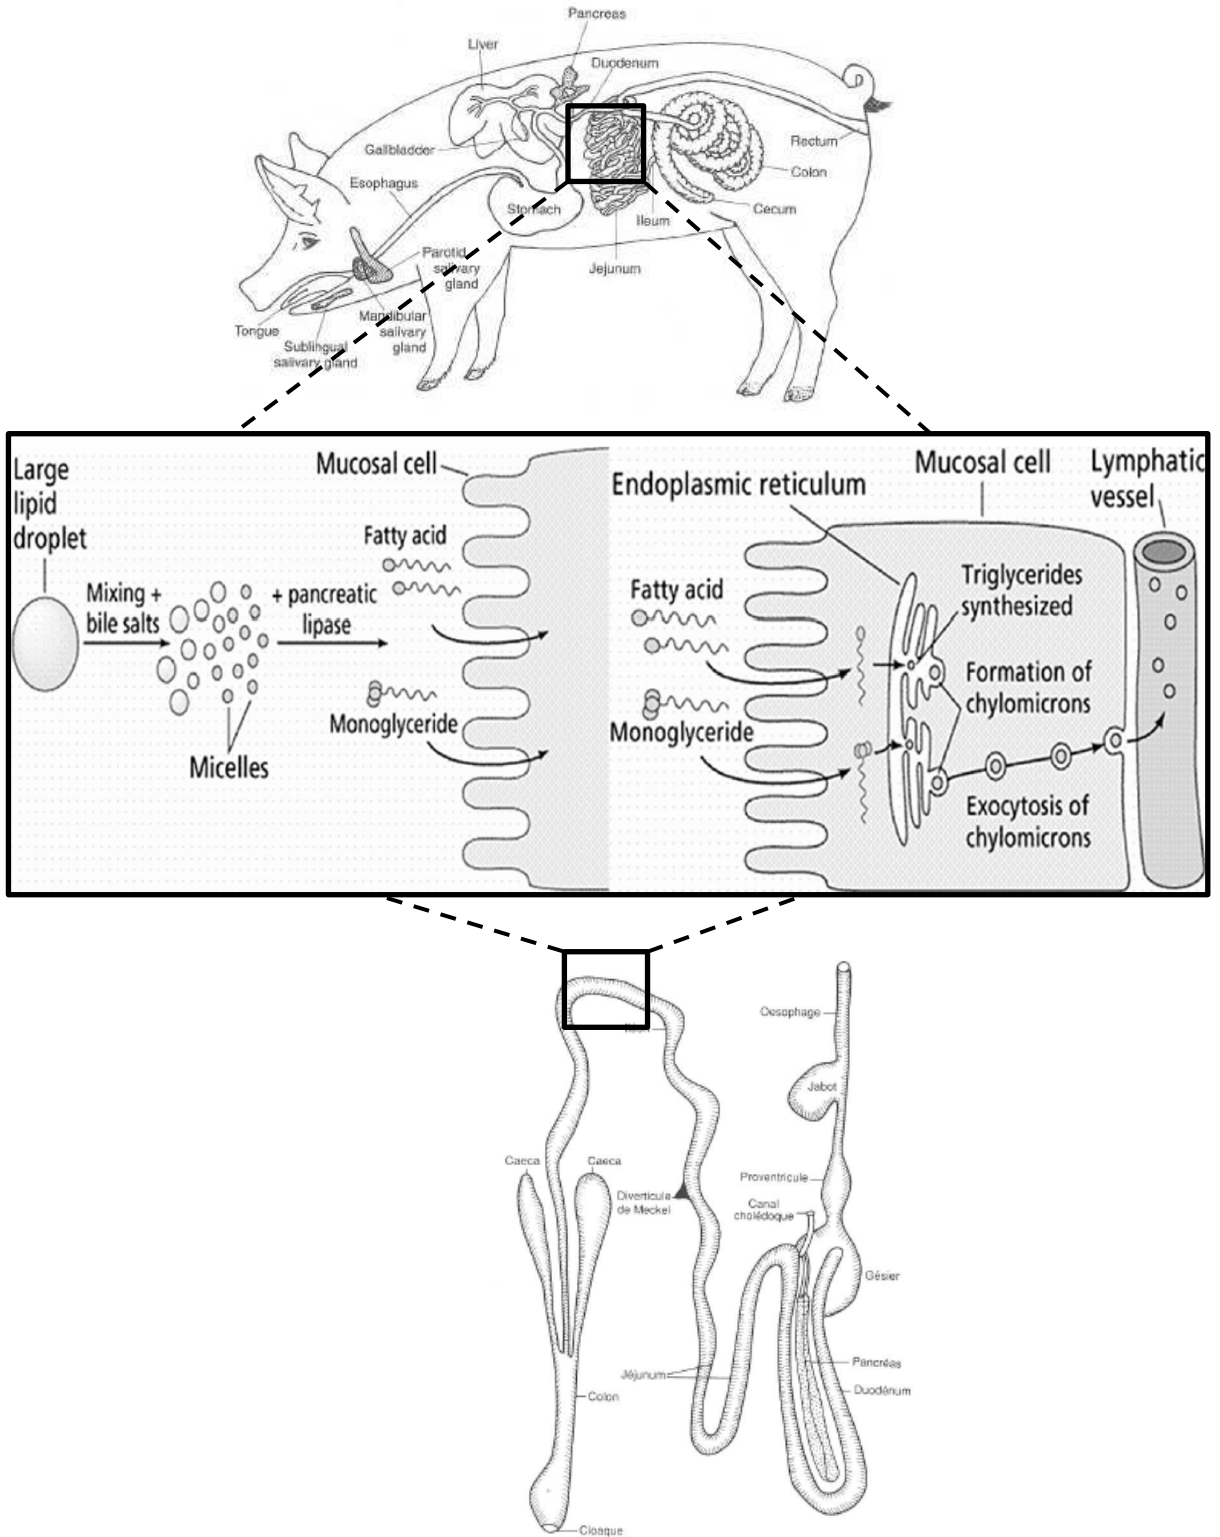 Pancreas
Liver
Duodenum
Gallbladder
Rectum
Esophagus
Colon
Stomach
Cecum
Ileum
Parotid
salivary
gland
Jejunum
Mandibular
salivary
gland
Tongue
Sublingual
salivary gland
Large
lipid
droplet
Mucosal cell
Fatty acid
Mixing +
bile salts
+ pancreatic
lipase
Monoglyceride
Micelles
Endoplasmic reticulum
Mucosal cell
Lymphatic
vessel
Fatty acid
Triglycerides
synthesized
Formation of
chylomicrons
Monoglyceride
Exocytosis of
chylomicrons
Oesophage
Jabot
Caeca
Caeca
Proventricule
Diverticule
de Meckel
Canal
cholédoque
Gésier
Jéjunum
Pancréas
Duodénum
Colon
Cloaque